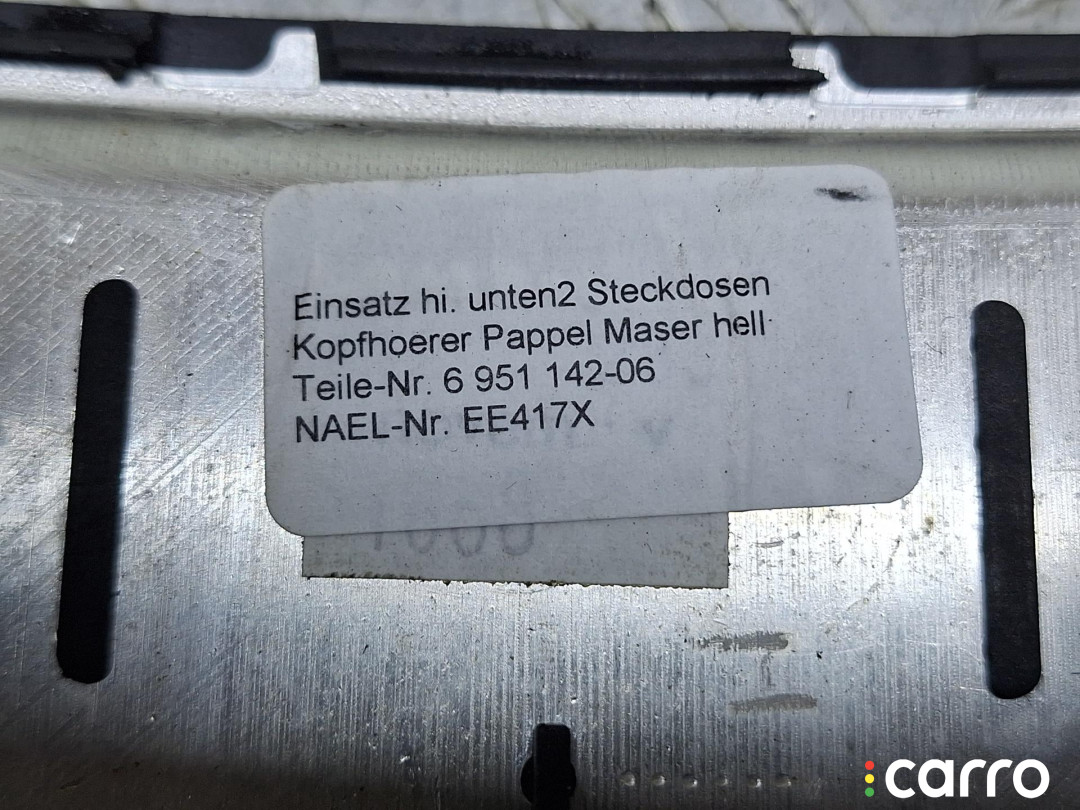 Einsatz hi. unten2 Steckdosen
Kopfhoerer Pappel Maser hell
Teile-Nr. 6 951 142-06
NAEL-Nr. EE417X
carro